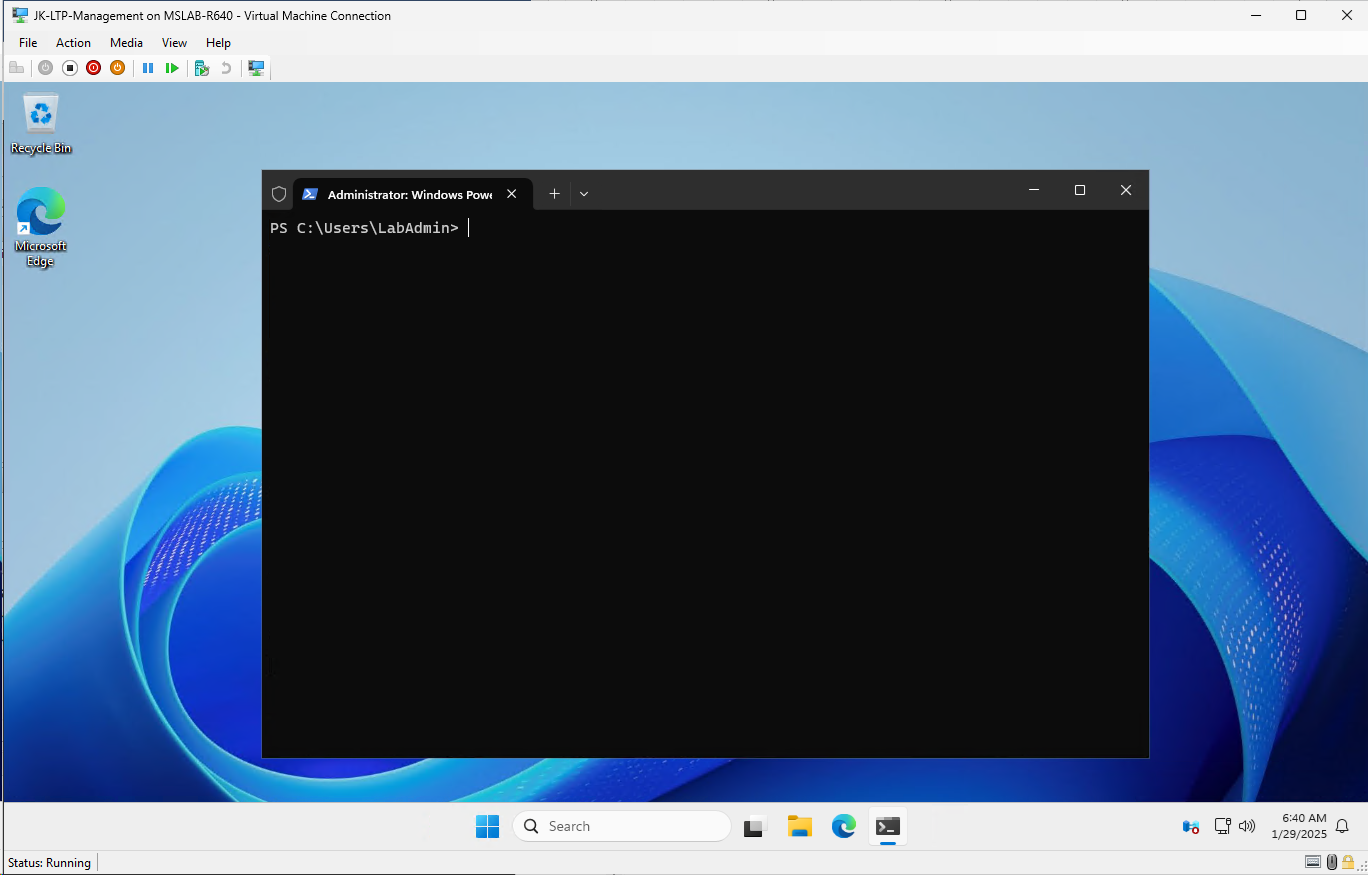 JK-LTP-Management on MSLAB-R640 - Virtual Machine Connection
File Action Media View Help
Recycle Bin
Microsoft
Edge
Administrator: Windows Powe
PS C:\Users\LabAdmin>
Search
6:40 AM
1/29/2025
Status: Running